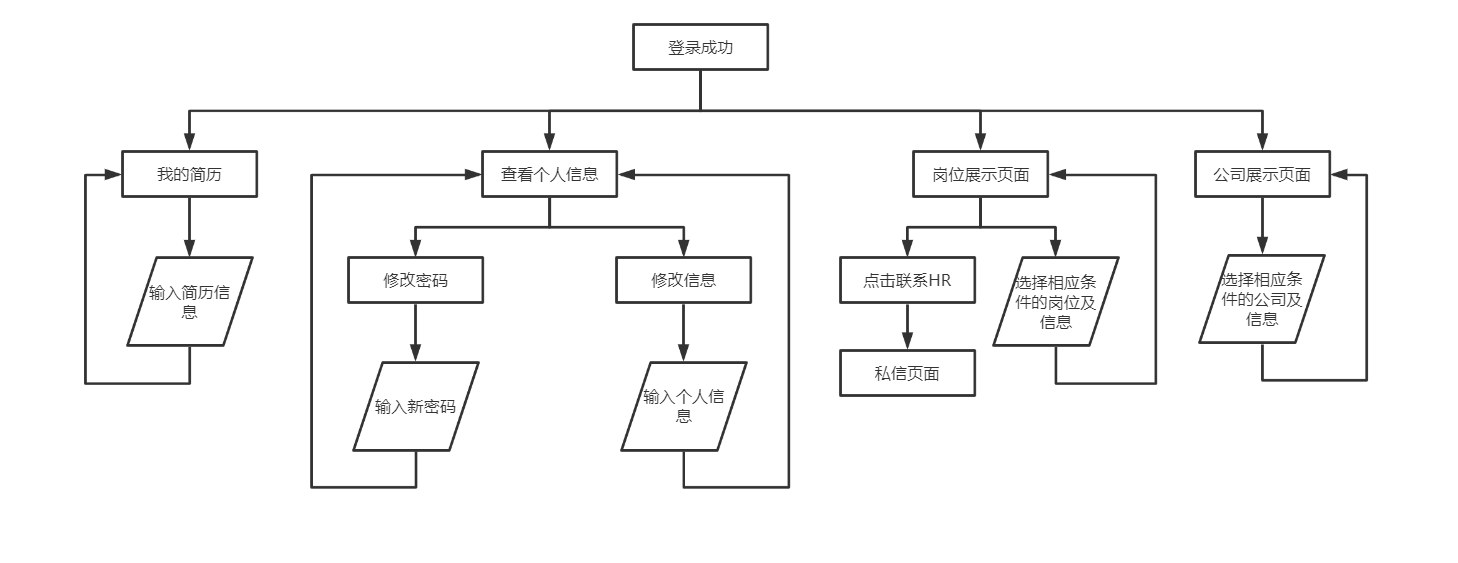 登录成功
我的简历
查看个人信息
岗位展示页面
公司展示页面
输入简历信
息
修改密码
修改信息
点击联系HR
选择相应条
件的岗位及
信息
选择相应条
件的公司及
信息
私信页面
输入新密码
输入个人信
息